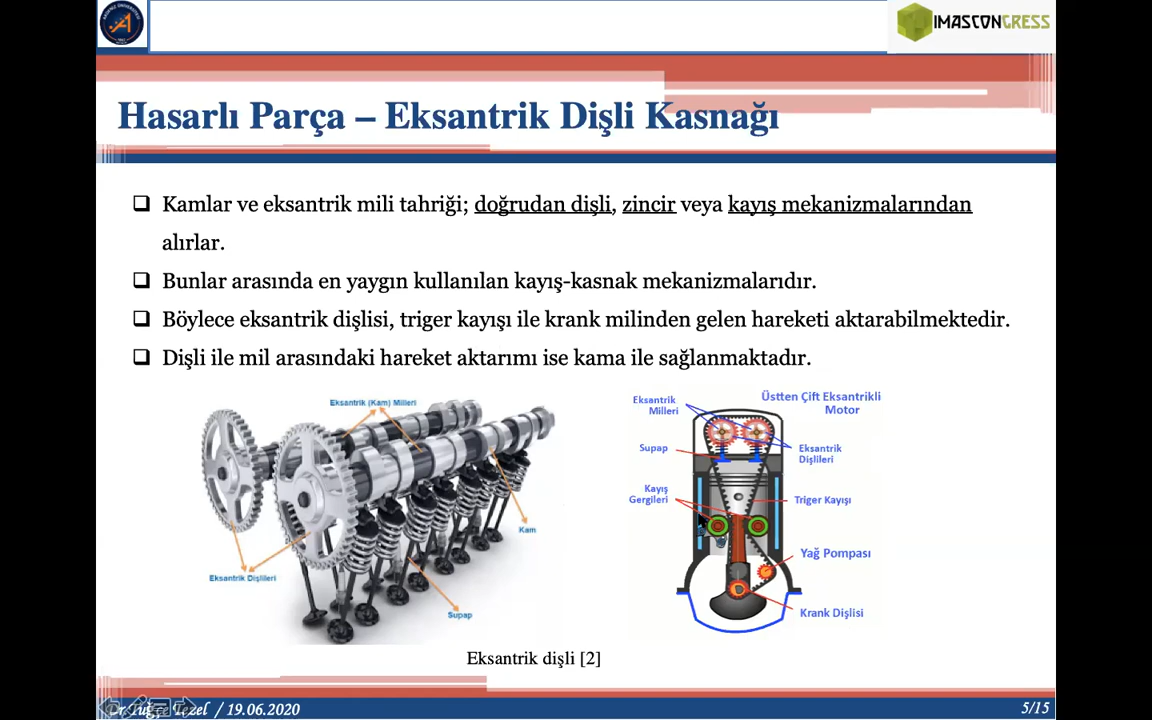 IMASCONGRESS
Hasarlı Parça – Eksantrik Dişli Kasnağı
Kamlar ve eksantrik mili tahriği; doğrudan dişli, zincir veya kayış mekanizmalarından
alırlar.
Bunlar arasında en yaygın kullanılan kayış-kasnak mekanizmalarıdır.
Böylece eksantrik dişlisi, triger kayışı ile krank milinden gelen hareketi aktarabilmektedir.
Dişli ile mil arasındaki hareket aktarımı ise kama ile sağlanmaktadır.
Eksantrik (Kam) Milleri
Kam
Eksantrik Dişlileri
Supap
Üstten Çift Eksantrikli
Motor
Eksantrik
Milleri
Supap
Eksantrik
Dişlileri
Kayış
Gergileri
Triger Kayışı
Yağ Pompası
Krank Dişlisi
Eksantrik dişli [2]
Dr. Tuğçe Tezel / 19.06.2020
5/15